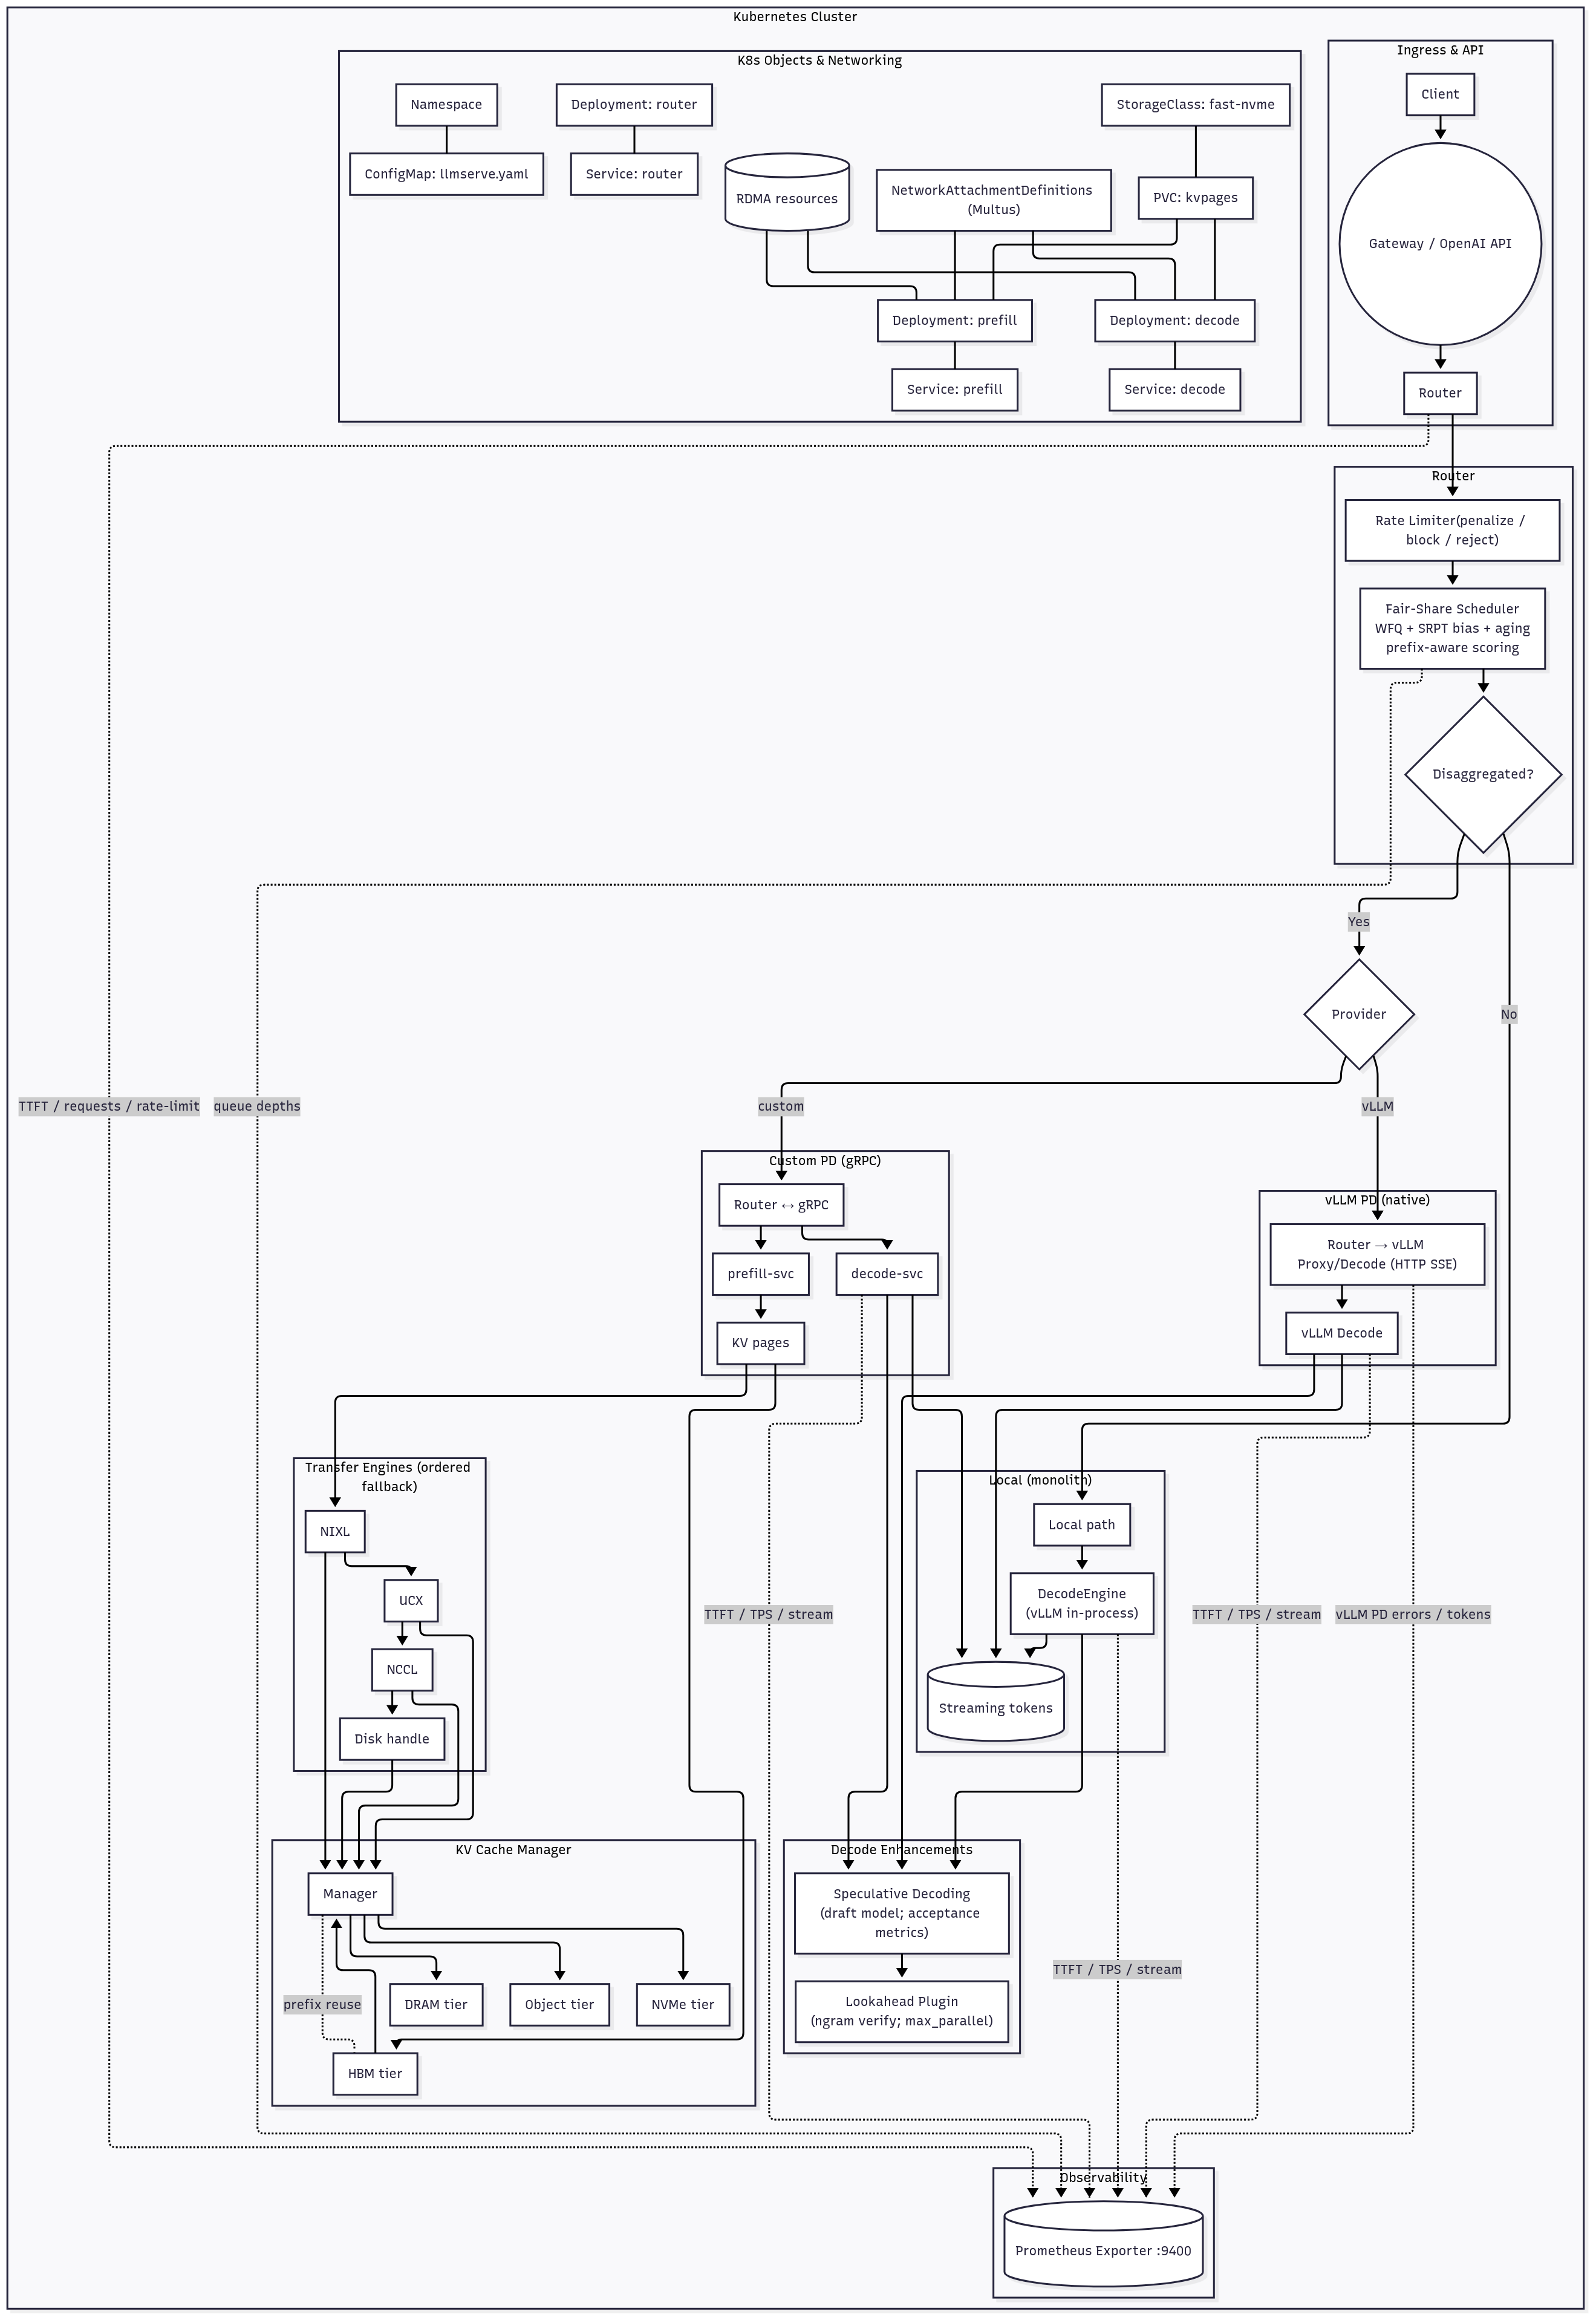 Kubernetes Cluster
K8s Objects & Networking
Namespace
Deployment: router
StorageClass: fast-nvme
ConfigMap: llmserve.yaml
Service: router
RDMA resources
NetworkAttachmentDefinitions
(Multus)
PVC: kvpages
Deployment: prefill
Deployment: decode
Service: prefill
Service: decode
Ingress & API
Client
Gateway / OpenAI API
Router
Router
Rate Limiter(penalize /
block / reject)
Fair-Share Scheduler
WFQ + SRPT bias + aging
prefix-aware scoring
Disaggregated?
Yes
Provider
No
TTFT / requests / rate-limit
queue depths
custom
vLLM
Custom PD (gRPC)
Router ↔ gRPC
prefill-svc
decode-svc
KV pages
vLLM PD (native)
Router → vLLM
Proxy/Decode (HTTP SSE)
vLLM Decode
Transfer Engines (ordered
fallback)
NIXL
UCX
NCCL
Disk handle
Local (monolith)
Local path
DecodeEngine
(vLLM in-process)
Streaming tokens
TTFT / TPS / stream
TTFT / TPS / stream
vLLM PD errors / tokens
KV Cache Manager
Manager
prefix reuse
DRAM tier
Object tier
NVMe tier
HBM tier
Decode Enhancements
Speculative Decoding
(draft model; acceptance
metrics)
Lookahead Plugin
(ngram verify; max_parallel)
TTFT / TPS / stream
Observability
Prometheus Exporter :9400